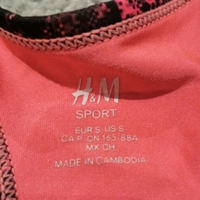 H&M
SPORT
EUR S US S
CA P CN 165/88A
MX CH
MADE IN CAMBODIA